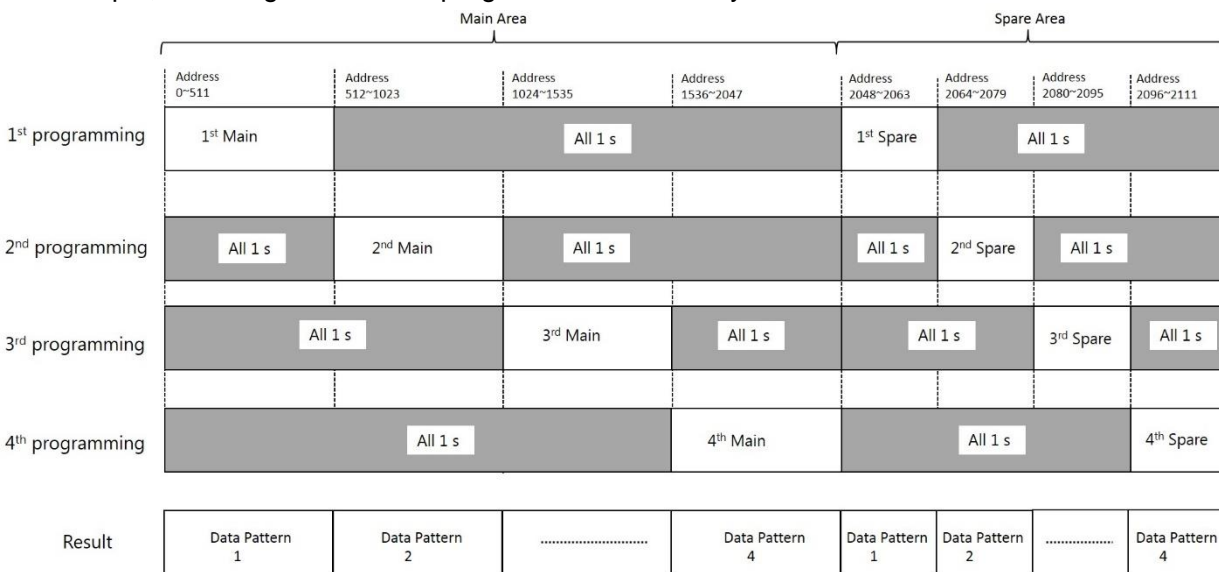 Main Area Spare Area
Address Address Address Address Address Address Address Address
0~511 512~1023 1024~1535 1536~2047 2048~2063 2064~2079 2080~2095 2096~2111
1st programming 1st Main All 1 s 1st Spare All 1 s
2nd programming All 1 s 2nd Main All 1 s All 1 s 2nd Spare All 1 s
3rd programming All 1 s 3rd Main All 1 s All 1 s 3rd Spare All 1 s
4th programming All 1 s 4th Main All 1 s 4th Spare
Result Data Pattern Data Pattern ............................ Data Pattern Data Pattern Data Pattern .................. Data Pattern
1 2 4 1 2 4